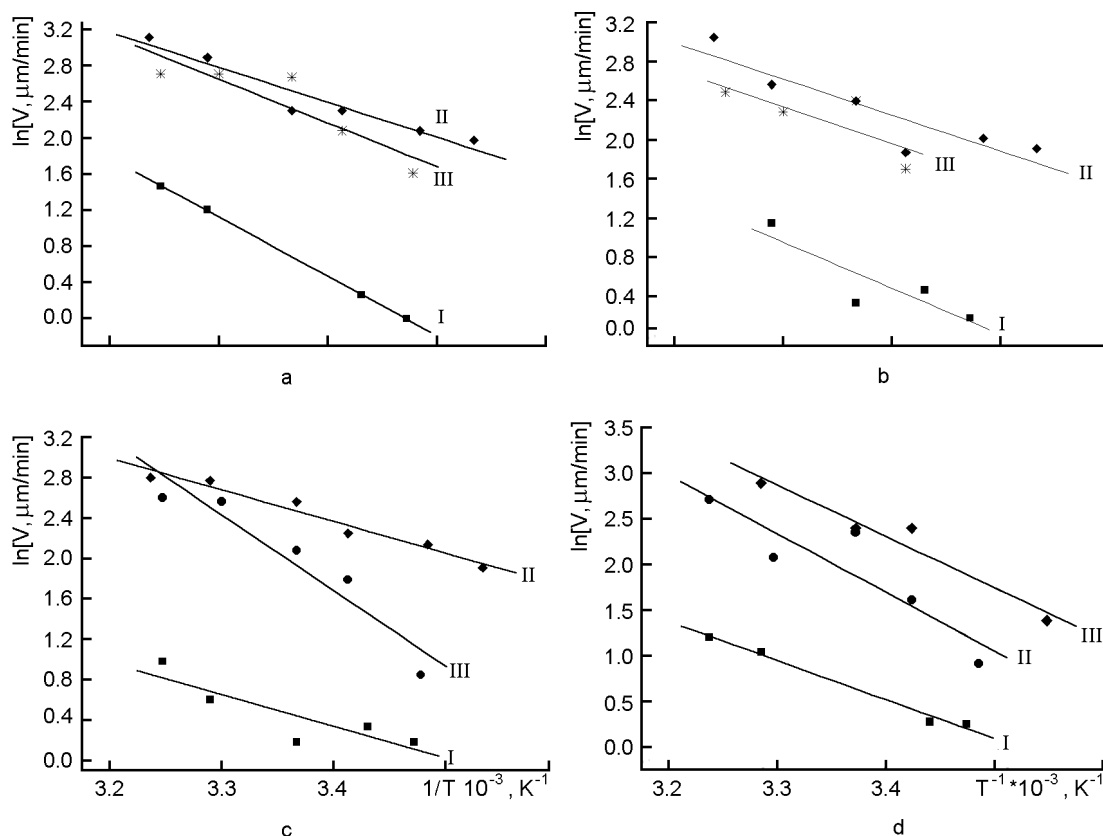 ln[V, μm/min]
3.2
2.8
2.4
2.0
1.6
1.2
0.8
0.4
0.0
II
III
I
3.2
3.3
3.4
a
ln[V, μm/min]
3.2
2.8
2.4
2.0
1.6
0.8
0.4
0.0
III
II
I
b
ln[V, μm/min]
3.2
2.8
2.4
2.0
1.6
1.2
0.8
0.4
0.0
II
III
I
3.2
3.3
3.4
1/T 10⁻³ , K⁻¹
c
ln[V, μm/min]
3.5
3.0
2.5
2.0
1.5
1.0
0.5
0.0
III
II
I
3.2
3.3
3.4
T⁻¹ *10⁻³ , K⁻¹
d